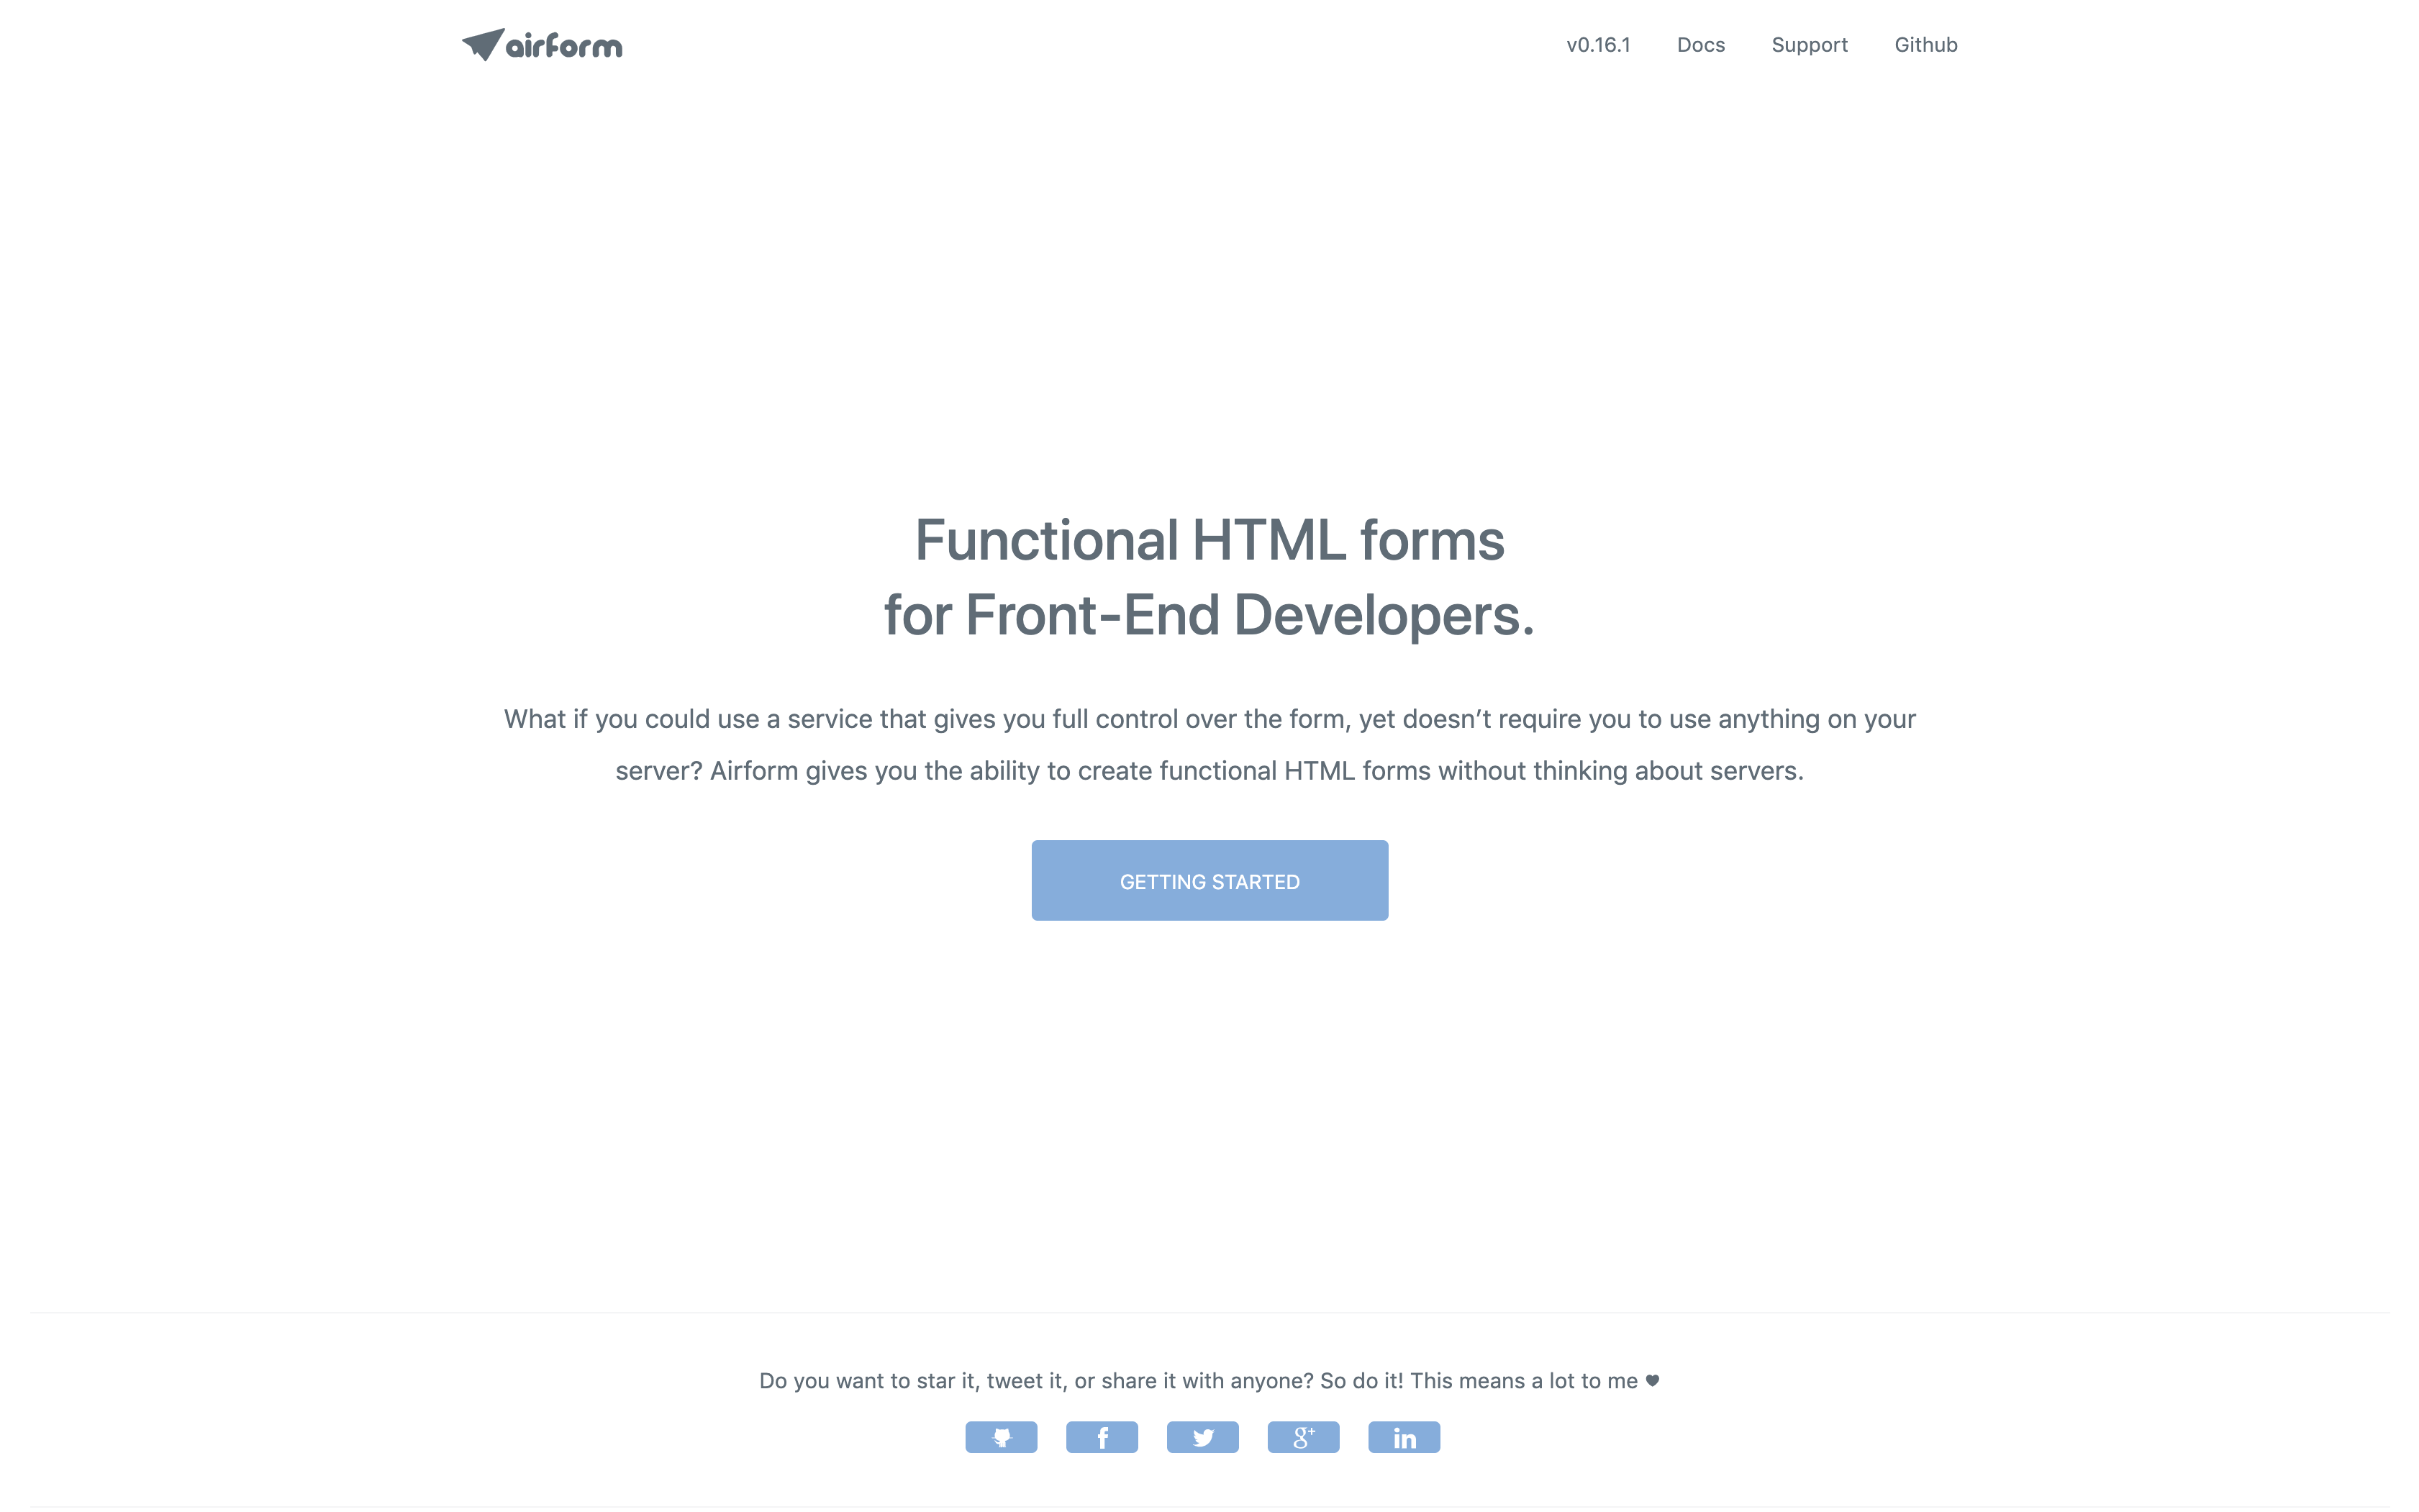 airform
v0.16.1 Docs Support Github
Functional HTML forms
for Front-End Developers.
What if you could use a service that gives you full control over the form, yet doesn’t require you to use anything on your
server? Airform gives you the ability to create functional HTML forms without thinking about servers.
GETTING STARTED
Do you want to star it, tweet it, or share it with anyone? So do it! This means a lot to me ♥